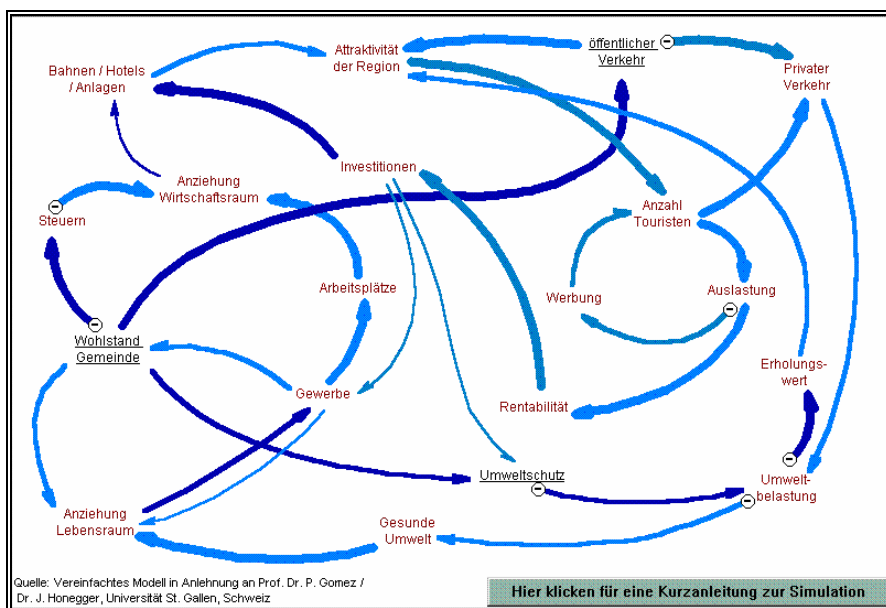 Attraktivität
der Region
öffentlicher
Verkehr
Bahnen / Hotels
/ Anlagen
Privater
Verkehr
Investitionen
Anziehung
Wirtschaftsraum
Steuern
Anzahl
Touristen
Arbeitsplätze
Werbung
Auslastung
Wohlstand
Gemeinde
Erholungs-
wert
Gewerbe
Rentabilität
Umweltschutz
Umwelt-
belastung
Anziehung
Lebensraum
Gesunde
Umwelt
Quelle: Vereinfachtes Modell in Anlehnung an Prof. Dr. P. Gomez /
Dr. J. Honegger, Universität St. Gallen, Schweiz
Hier klicken für eine Kurzanleitung zur Simulation